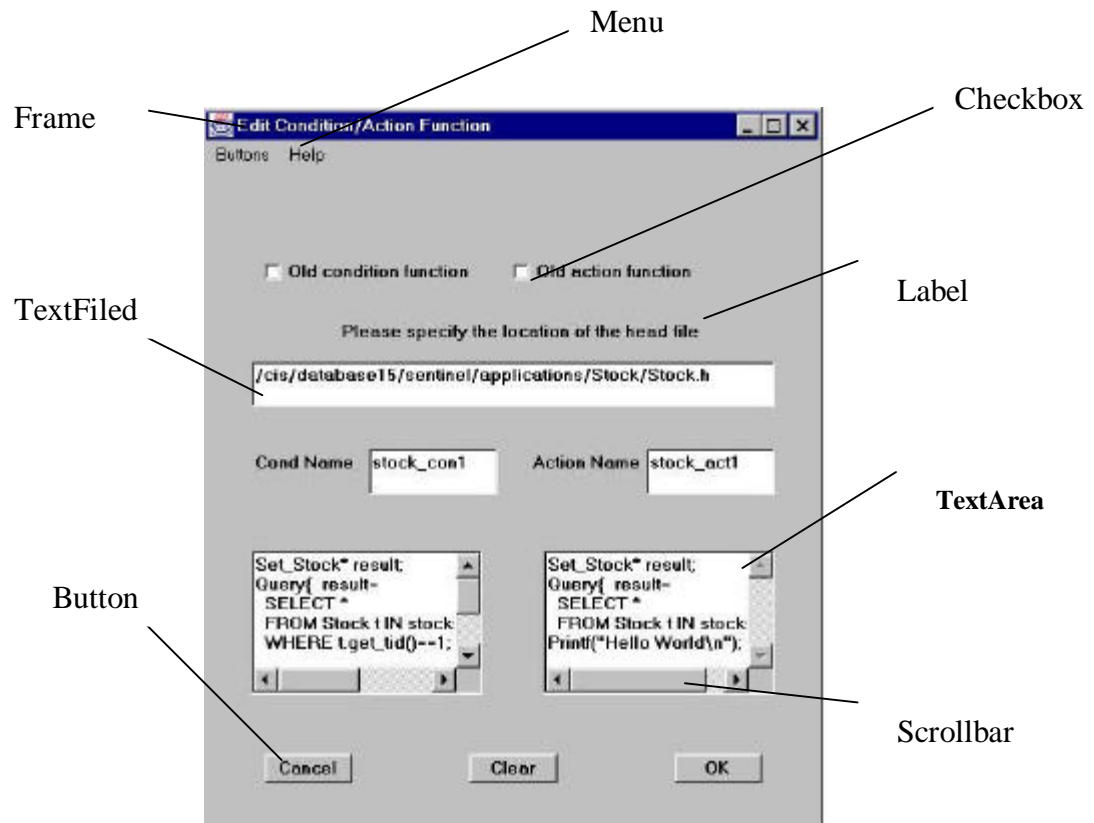 Menu
Checkbox
Frame
Edit Condition/Action Function
Buttons Help
Old condition function Old action function
Label
TextFiled
Please specify the location of the head file
/cis/database15/sentinel/applications/Stock/Stock.h
Cond Name stock_con1 Action Name stock_act1
TextArea
Set_Stock* result;
Query{ result=
SELECT *
FROM Stock t IN stock
WHERE t.get_tid()==1;
Set_Stock* result;
Query{ result=
SELECT *
FROM Stock t IN stock
Printf("Hello World\n");
Button
Scrollbar
Cancel Clear OK